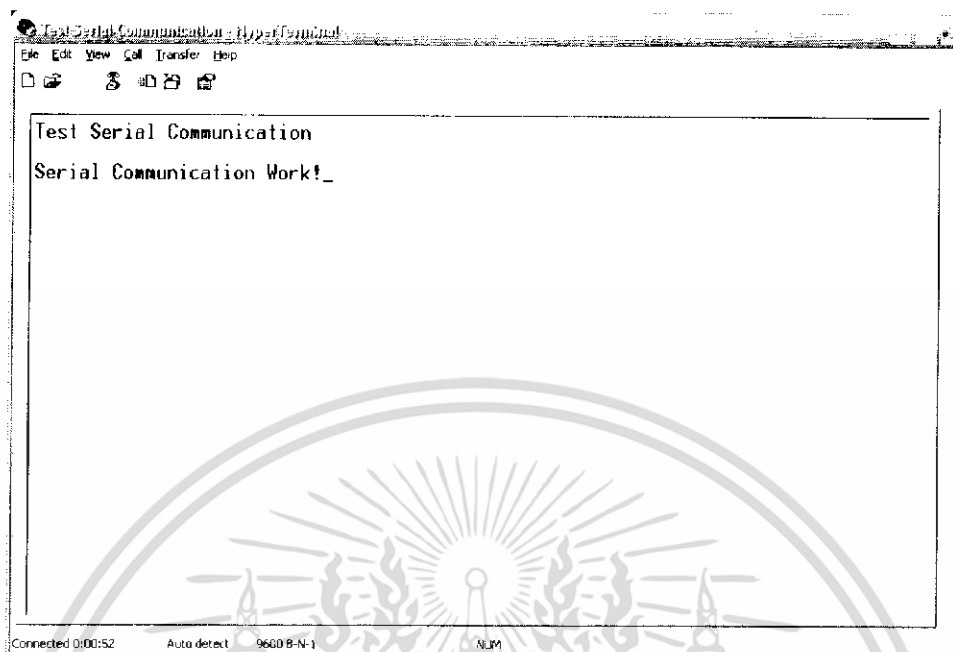 Test Serial Communication - HyperTerminal
File Edit View Call Transfer Help
Test Serial Communication
Serial Communication Work!_
Connected 0:00:52 Auto detect 9600 8-N-1 NUM